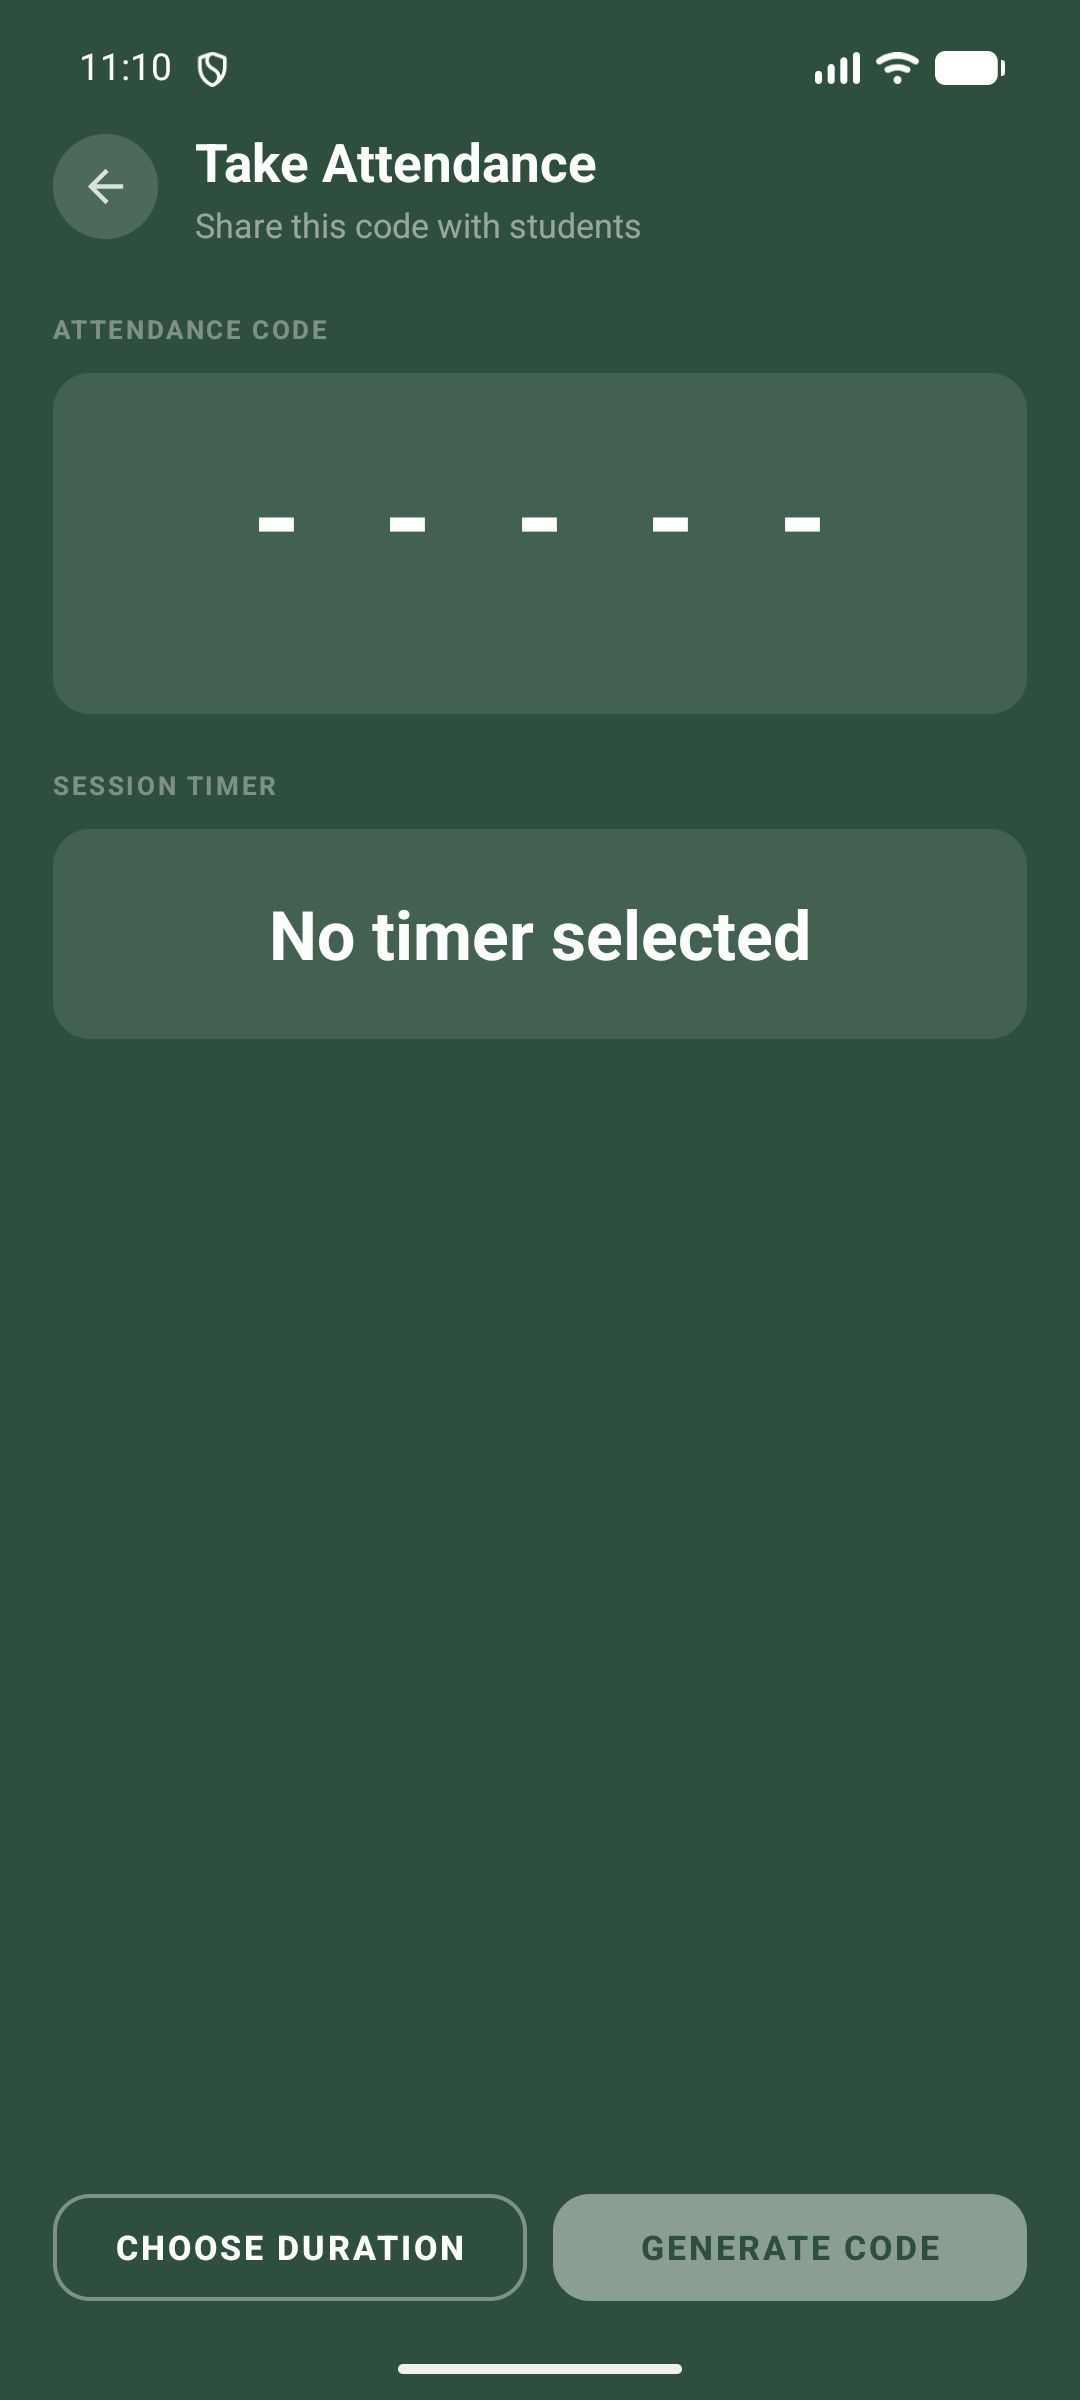 11:10
Take Attendance
Share this code with students
ATTENDANCE CODE
- - - - -
SESSION TIMER
No timer selected
CHOOSE DURATION
GENERATE CODE